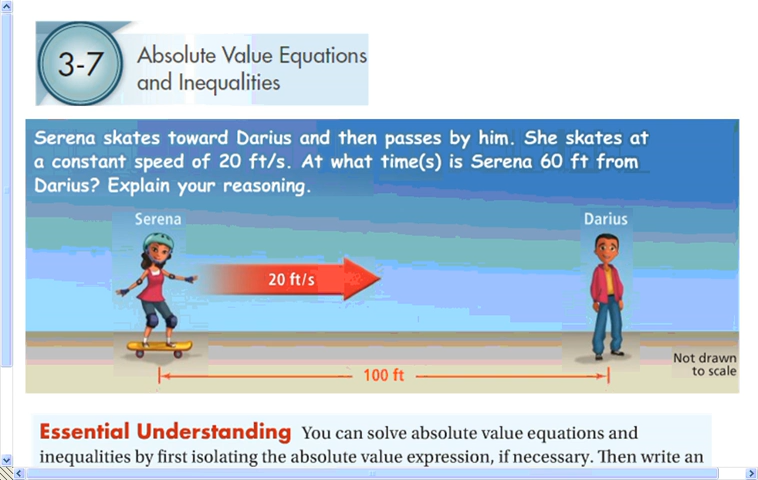 3-7
Absolute Value Equations
and Inequalities
Serena skates toward Darius and then passes by him. She skates at
a constant speed of 20 ft/s. At what time(s) is Serena 60 ft from
Darius? Explain your reasoning.
Serena
Darius
20 ft/s
Not drawn
to scale
100 ft
Essential Understanding You can solve absolute value equations and
inequalities by first isolating the absolute value expression, if necessary. Then write an